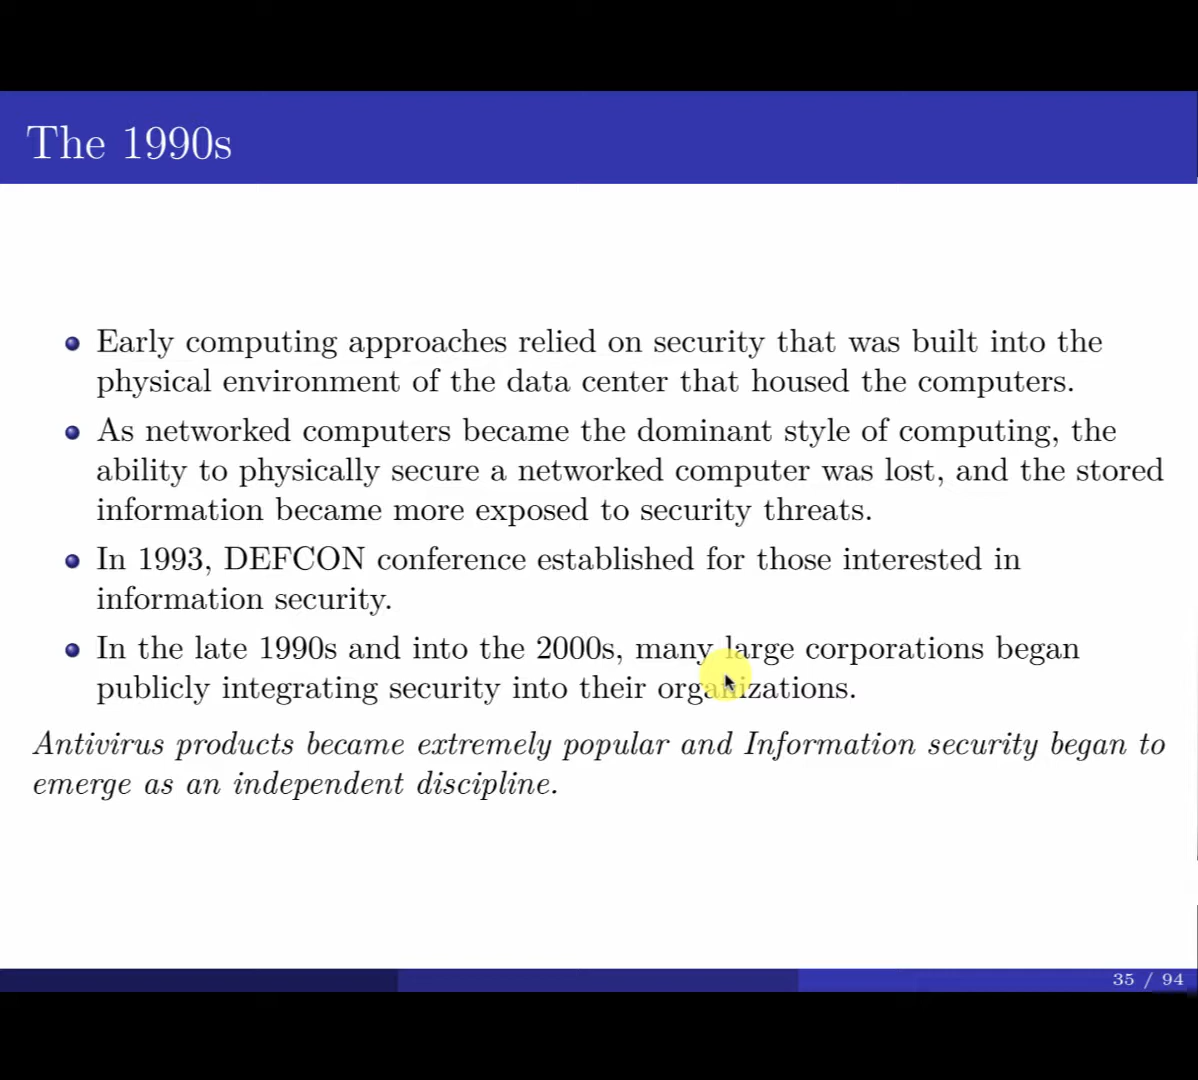 The 1990s
Early computing approaches relied on security that was built into the
physical environment of the data center that housed the computers.
As networked computers became the dominant style of computing, the
ability to physically secure a networked computer was lost, and the stored
information became more exposed to security threats.
In 1993, DEFCON conference established for those interested in
information security.
In the late 1990s and into the 2000s, many large corporations began
publicly integrating security into their organizations.
Antivirus products became extremely popular and Information security began to
emerge as an independent discipline.
35 / 94